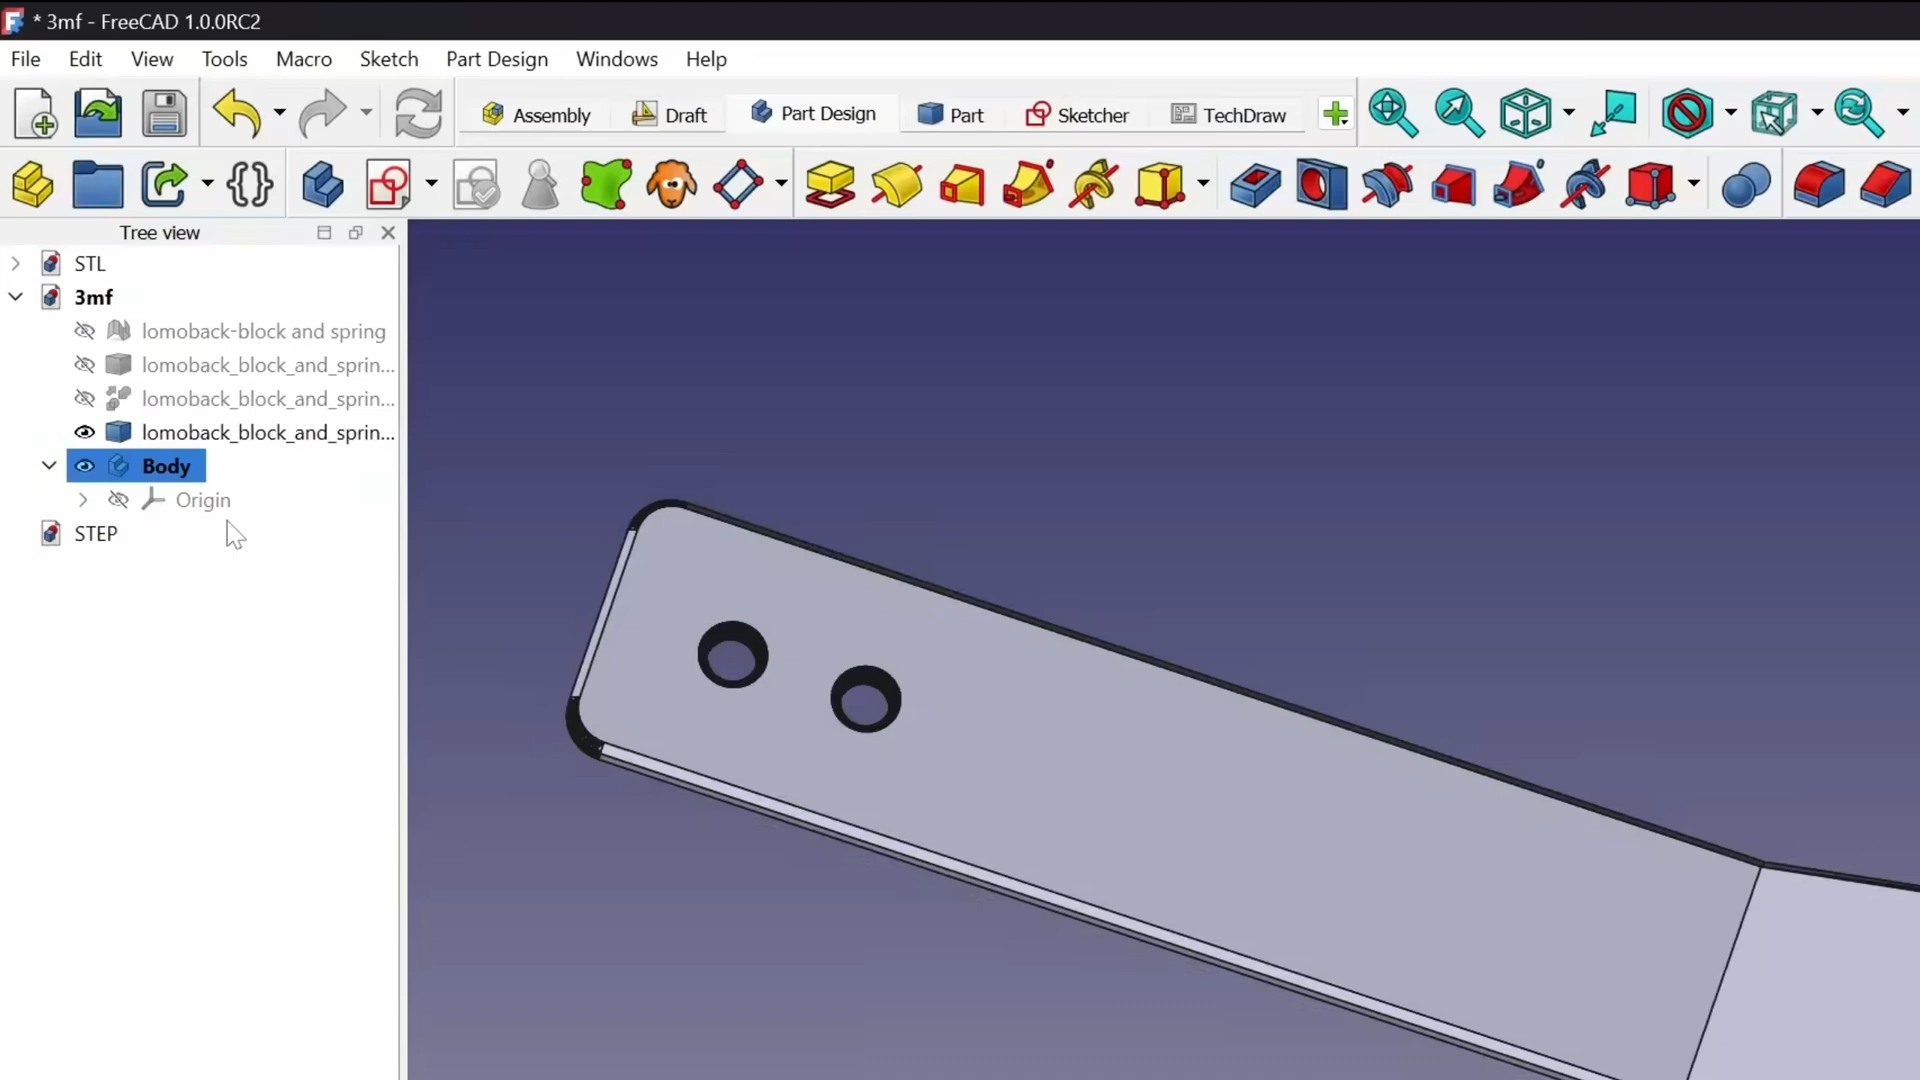 * 3mf - FreeCAD 1.0.0RC2
File Edit View Tools Macro Sketch Part Design Windows Help
Assembly Draft Part Design Part Sketcher TechDraw
Tree view
STL
3mf
lomoback-block and spring
lomoback_block_and_sprin...
lomoback_block_and_sprin...
lomoback_block_and_sprin...
Body
Origin
STEP